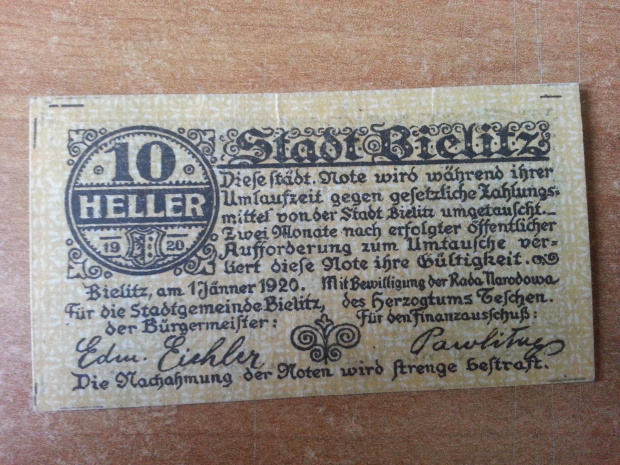 10
HELLER
1920
Stadt Bielitz
Diese städt. Note wird während ihrer
Umlaufzeit gegen gesetzliche Zahlungs-
mittel von der Stadt Bielitz umgetauscht._
Zwei Monate nach erfolgter öffentlicher
Aufforderung zum Umtausche ver-
liert diese Note ihre Gültigkeit.
Bielitz, am 1 Jänner 1920.
Für die Stadtgemeinde Bielitz,
der Bürgermeister:
Edm. Eichler
Mit Bewilligung der Rada Narodowa
des Herzogtums Teschen.
Für den Finanzausschuß:
Die Nachahmung der Noten wird strenge bestraft.